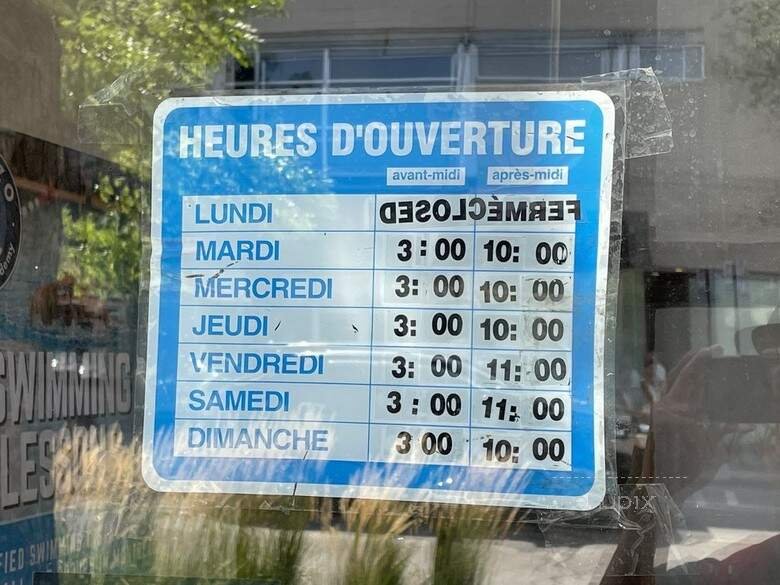 HEURES D'OUVERTURE
avant-midi après-midi
LUNDI CLOSED FERMÉ
MARDI 3:00 10:00
MERCREDI 3:00 10:00
JEUDI 3:00 10:00
VENDREDI 3:00 11:00
SAMEDI 3:00 11:00
DIMANCHE 3 00 10:00
SWIMMING